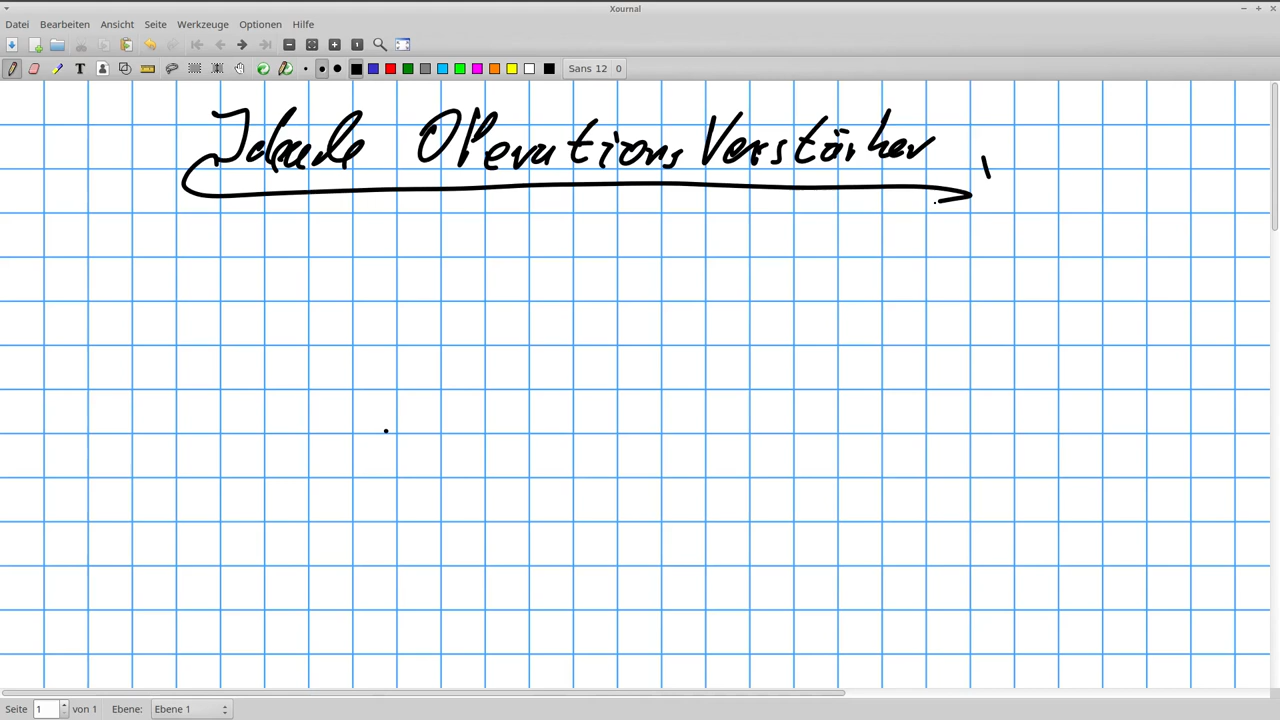 Xournal
Datei Bearbeiten Ansicht Seite Werkzeuge Optionen Hilfe
Sans 12 0
Ideale Operations Verstärker
Seite 1 von 1 Ebene: Ebene 1